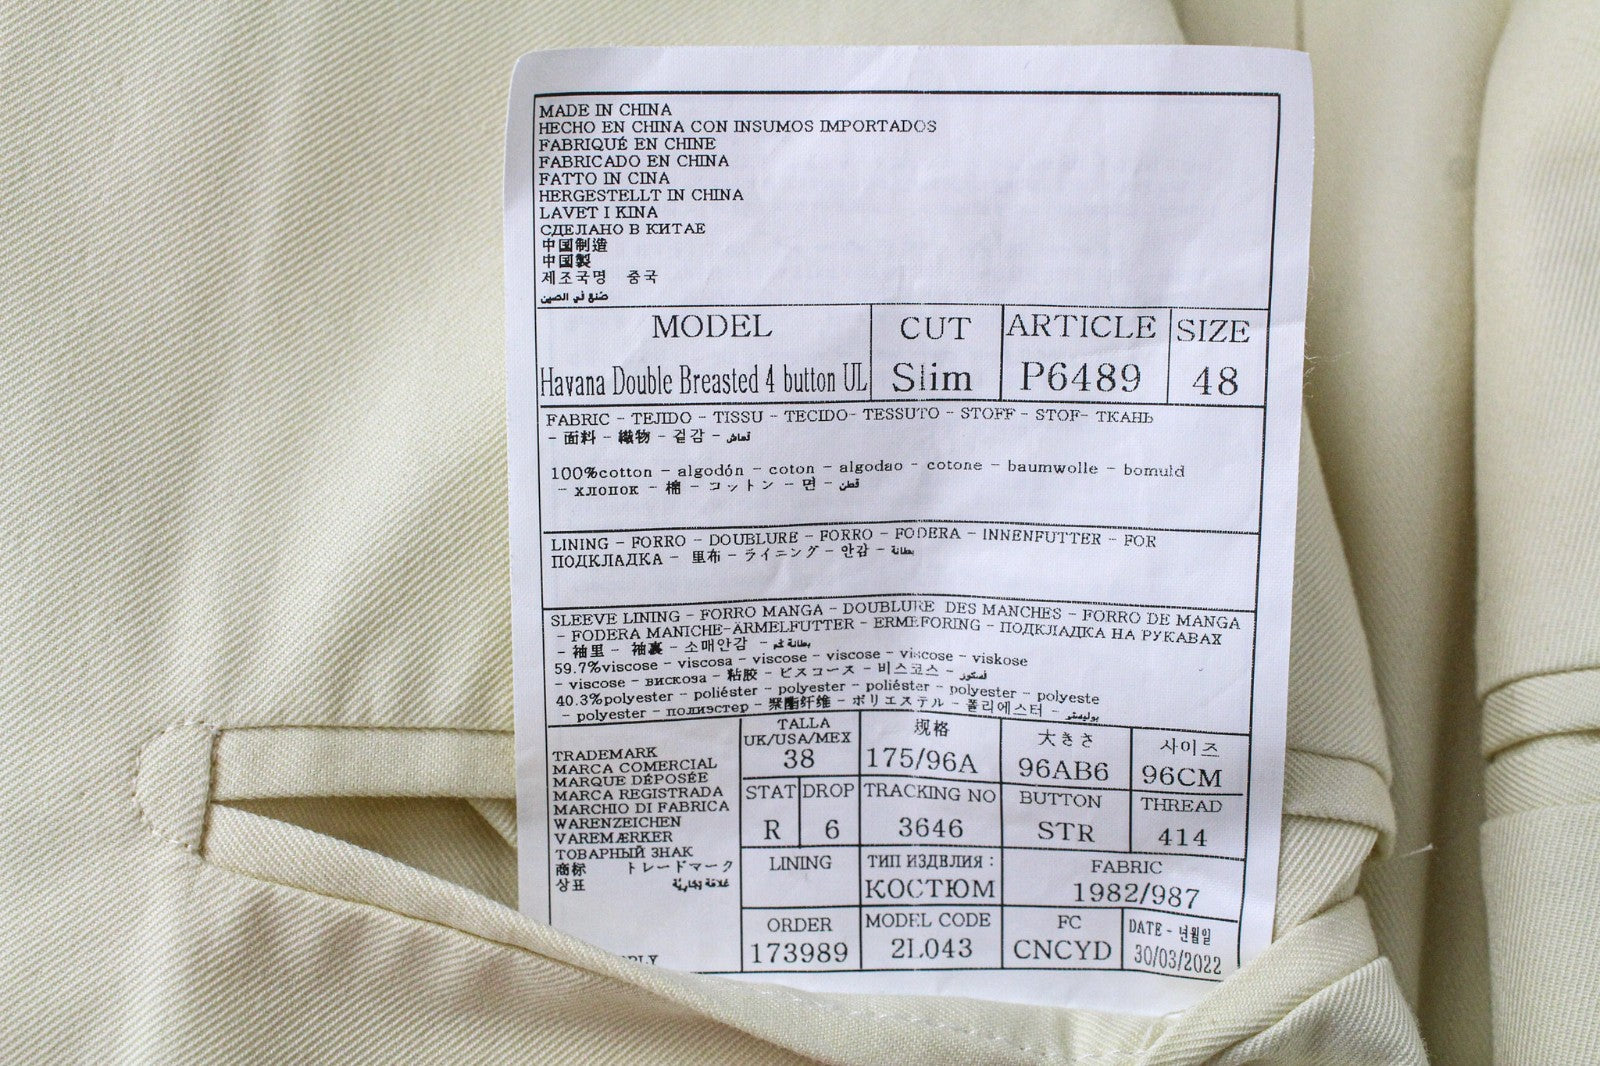 MADE IN CHINA
HECHO EN CHINA CON INSUMOS IMPORTADOS
FABRIQUÉ EN CHINE
FABRICADO EN CHINA
FATTO IN CINA
HERGESTELLT IN CHINA
LAVET I KINA
СДЕЛАНО В КИТАЕ
中国制造
中国製
제조국명 중국
صنع في الصين
MODEL CUT ARTICLE SIZE
Havana Double Breasted 4 button UL Slim P6489 48
FABRIC - TEJIDO - TISSU - TECIDO- TESSUTO - STOFF - STOF- ТКАНЬ
- 面料 - 織物 - 겉감 - قماش
100%cotton - algodón - coton - algodao - cotone - baumwolle - bomuld
- хлопок - 棉 - コットン - 면 - قطن
LINING - FORRO - DOUBLURE - FORRO - FODERA - INNENFUTTER - FOR
ПОДКЛАДКА - 里布 - ライニング - 안감 - بطانة
SLEEVE LINING - FORRO MANGA - DOUBLURE DES MANCHES - FORRO DE MANGA
- FODERA MANICHE-ÄRMELFUTTER - ERMEFORING - ПОДКЛАДКА НА РУКАВАХ
- 袖里 - 袖裏 - 소매안감 - بطانة كم
59.7%viscose - viscosa - viscose - viscose - viscose - viskose
- viscose - вискоза - 粘胶 - ビスコース - 비스코스 - فسكوز
40.3%polyester - poliéster - polyester - poliéster - polyester - polyeste
- polyester - полиэстер - 聚酯纤维 - ポリエステル - 폴리에스터 - بوليستر
TRADEMARK
MARCA COMERCIAL
MARQUE DÉPOSÉE
MARCA REGISTRADA
MARCHIO DI FABRICA
WARENZEICHEN
VAREMÆRKER
ТОВАРНЫЙ ЗНАК
商标 トレードマーク
상표 علامة تجارية
TALLA 规格 大きさ 사이즈
UK/USA/MEX
38 175/96A 96AB6 96CM
STAT DROP TRACKING NO BUTTON THREAD
R 6 3646 STR 414
LINING ТИП ИЗДЕЛИЯ: FABRIC
КОСТЮМ 1982/987
ORDER MODEL CODE FC DATE - 년월일
173989 2L043 CNCYD 30/03/2022